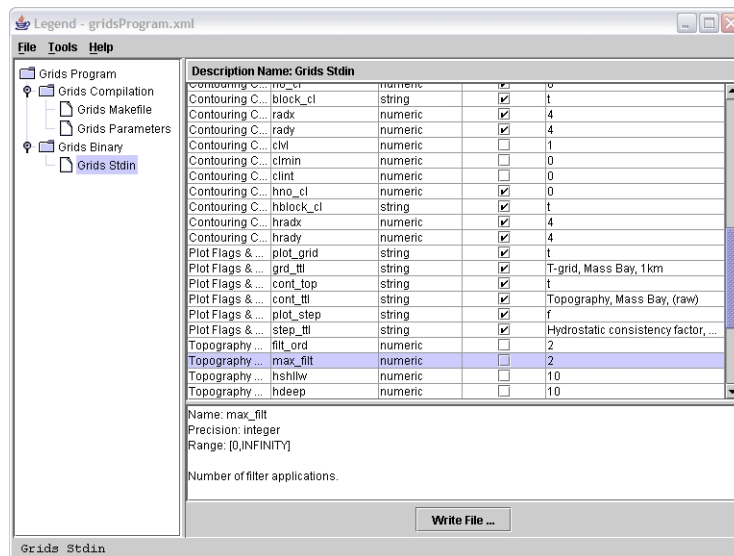 Legend - gridsProgram.xml
File Tools Help
Grids Program
Grids Compilation
Grids Makefile
Grids Parameters
Grids Binary
Grids Stdin
Description Name: Grids Stdin
Contouring C... no_cl numeric 0
Contouring C... block_cl string t
Contouring C... radx numeric 4
Contouring C... rady numeric 4
Contouring C... clvl numeric 1
Contouring C... clmin numeric 0
Contouring C... clint numeric 0
Contouring C... hno_cl numeric 0
Contouring C... hblock_cl string t
Contouring C... hradx numeric 4
Contouring C... hrady numeric 4
Plot Flags & ... plot_grid string t
Plot Flags & ... grd_ttl string T-grid, Mass Bay, 1km
Plot Flags & ... cont_top string t
Plot Flags & ... cont_ttl string Topography, Mass Bay, (raw)
Plot Flags & ... plot_step string f
Plot Flags & ... step_ttl string Hydrostatic consistency factor, ...
Topography ... filt_ord numeric 2
Topography ... max_filt numeric 2
Topography ... hshllw numeric 10
Topography ... hdeep numeric 10
Name: max_filt
Precision: integer
Range: [0,INFINITY]
Number of filter applications.
Write File ...
Grids Stdin